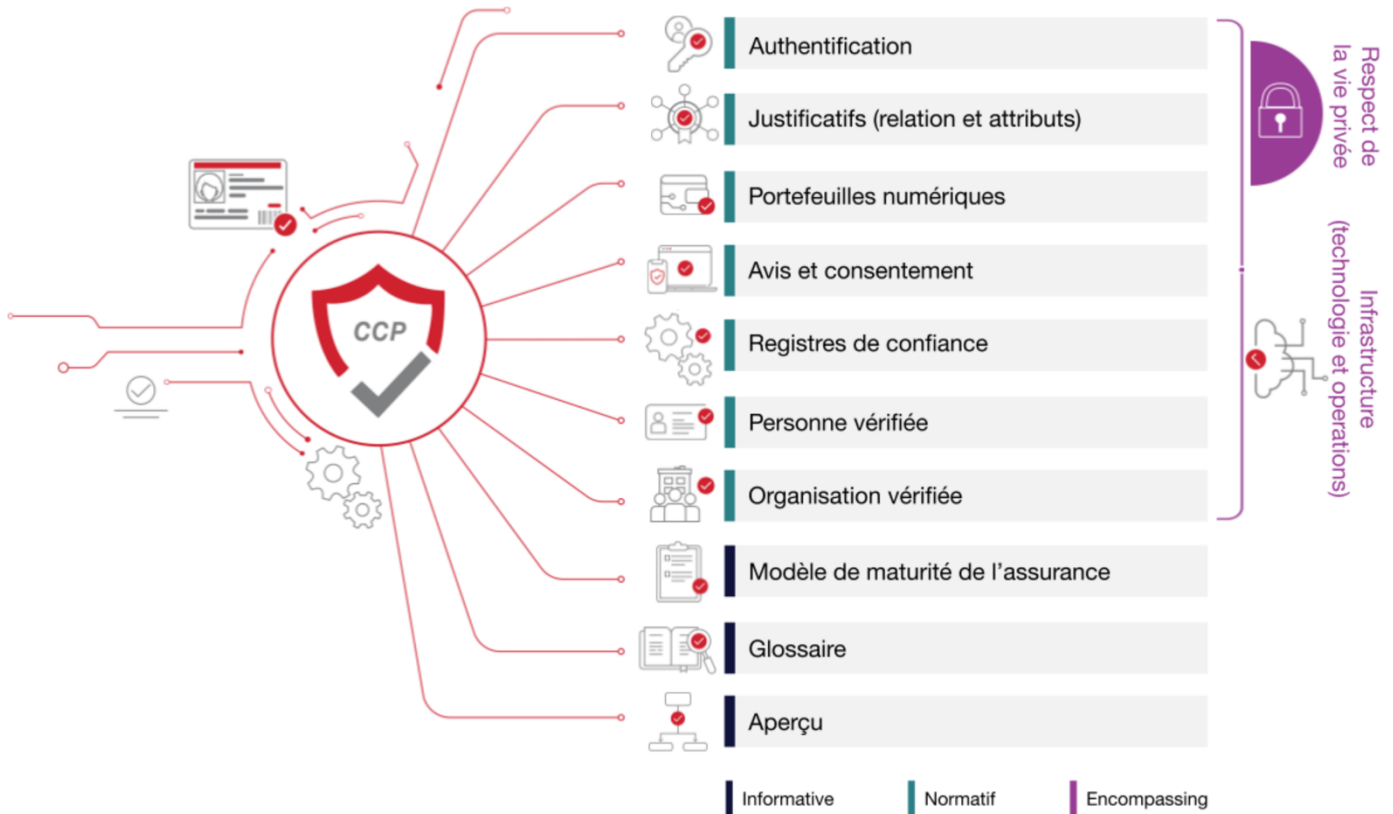 CCP
Authentification
Justificatifs (relation et attributs)
Portefeuilles numériques
Avis et consentement
Registres de confiance
Personne vérifiée
Organisation vérifiée
Modèle de maturité de l’assurance
Glossaire
Aperçu
Respect de
la vie privée
Infrastructure
(technologie et operations)
Informative
Normatif
Encompassing